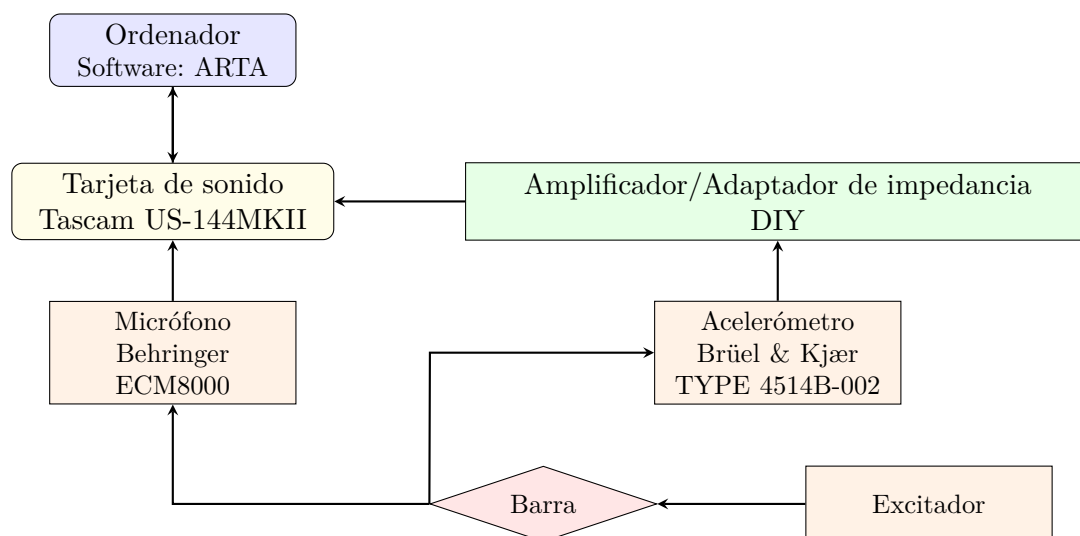 Ordenador
Software: ARTA
Tarjeta de sonido
Tascam US-144MKII
Amplificador/Adaptador de impedancia
DIY
Micrófono
Behringer
ECM8000
Acelerómetro
Brüel & Kjær
TYPE 4514B-002
Barra
Excitador